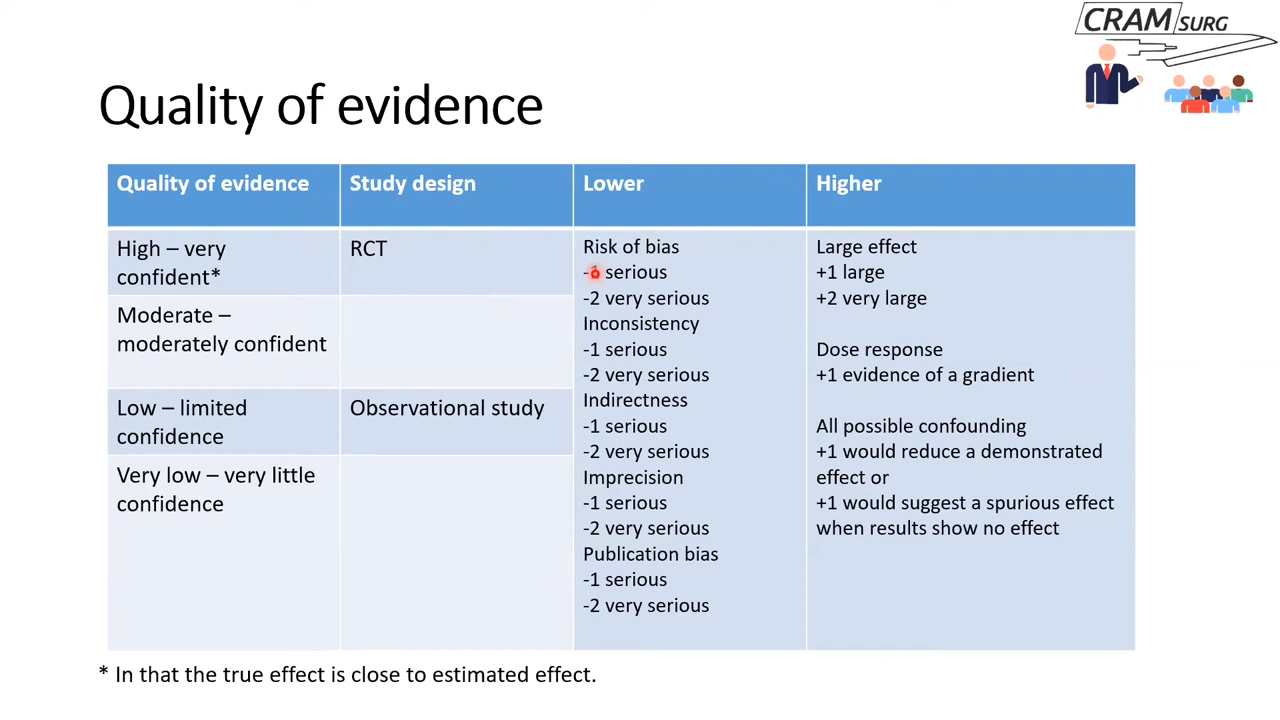 CRAM SURG
Quality of evidence
Quality of evidence
Study design
Lower
Higher
High – very
confident*
RCT
Moderate –
moderately confident
Low – limited
confidence
Observational study
Very low – very little
confidence
Risk of bias
serious
-2 very serious
Inconsistency
-1 serious
-2 very serious
Indirectness
-1 serious
-2 very serious
Imprecision
-1 serious
-2 very serious
Publication bias
-1 serious
-2 very serious
Large effect
+1 large
+2 very large
Dose response
+1 evidence of a gradient
All possible confounding
+1 would reduce a demonstrated
effect or
+1 would suggest a spurious effect
when results show no effect
* In that the true effect is close to estimated effect.